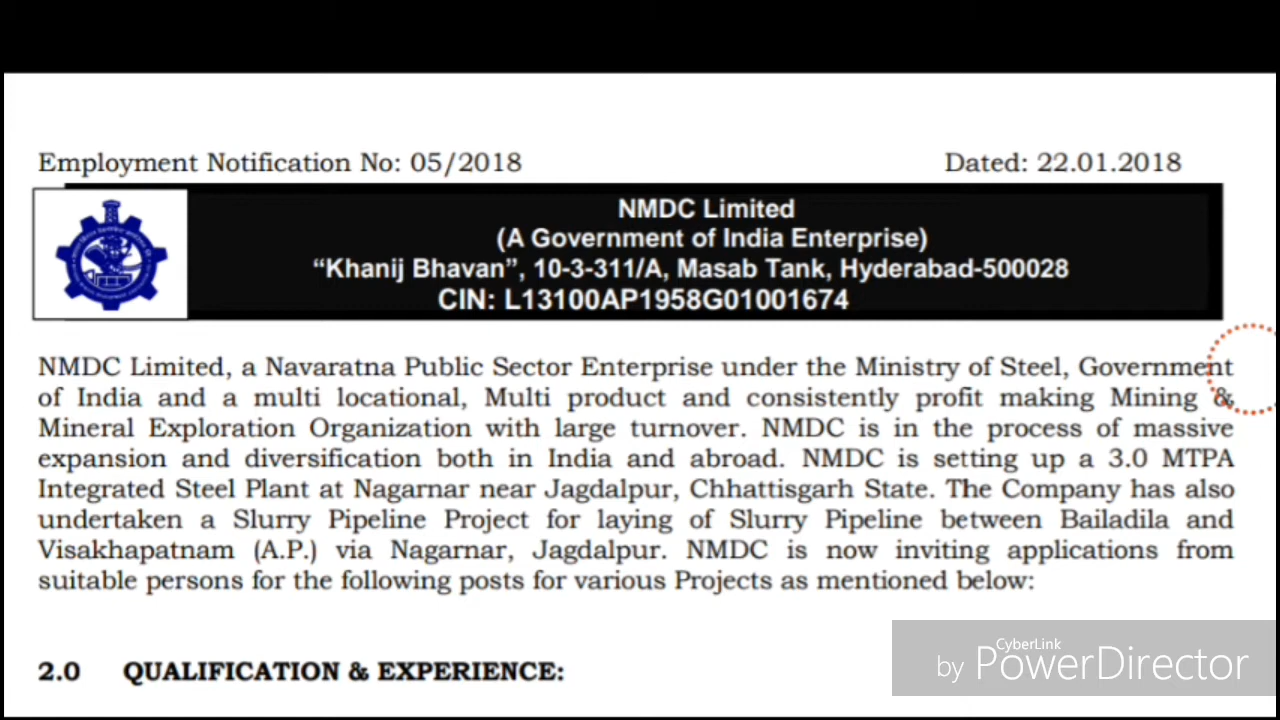 Employment Notification No: 05/2018 Dated: 22.01.2018
NMDC Limited
(A Government of India Enterprise)
“Khanij Bhavan”, 10-3-311/A, Masab Tank, Hyderabad-500028
CIN: L13100AP1958G01001674
NMDC Limited, a Navaratna Public Sector Enterprise under the Ministry of Steel, Government
of India and a multi locational, Multi product and consistently profit making Mining &
Mineral Exploration Organization with large turnover. NMDC is in the process of massive
expansion and diversification both in India and abroad. NMDC is setting up a 3.0 MTPA
Integrated Steel Plant at Nagarnar near Jagdalpur, Chhattisgarh State. The Company has also
undertaken a Slurry Pipeline Project for laying of Slurry Pipeline between Bailadila and
Visakhapatnam (A.P.) via Nagarnar, Jagdalpur. NMDC is now inviting applications from
suitable persons for the following posts for various Projects as mentioned below:
2.0 QUALIFICATION & EXPERIENCE:
CyberLink
by PowerDirector